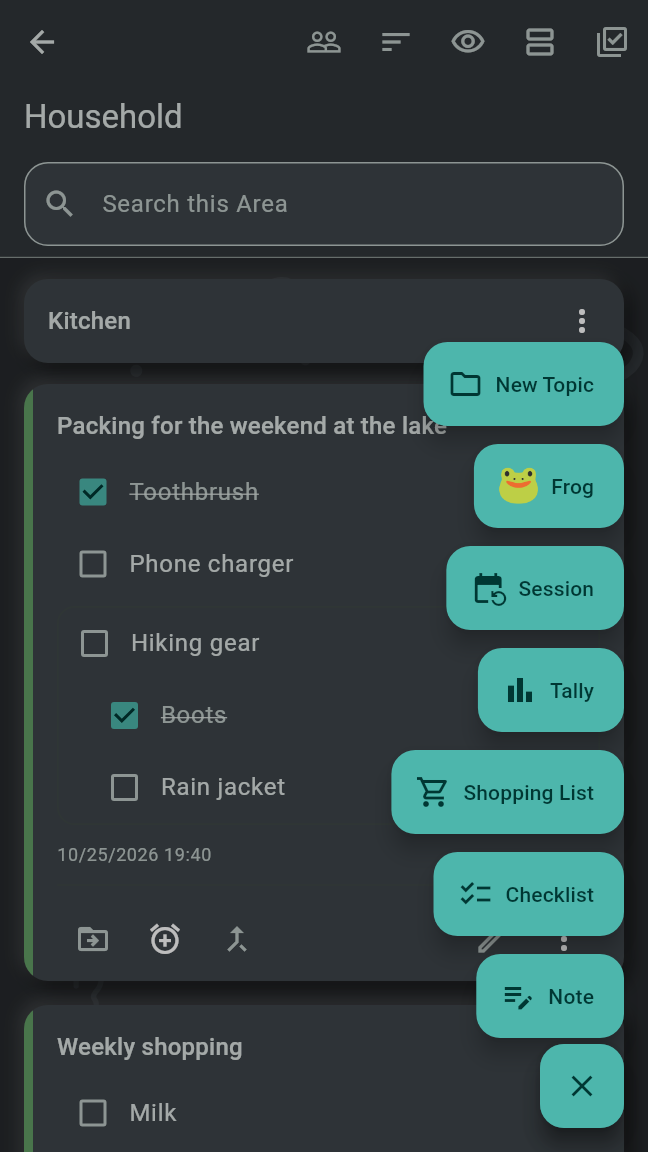 Household
Search this Area
Kitchen
New Topic
Packing for the weekend at the lake
Frog
Toothbrush
Phone charger
Session
Hiking gear
Tally
Boots
Rain jacket
Shopping List
10/25/2026 19:40
Checklist
Note
Weekly shopping
Milk